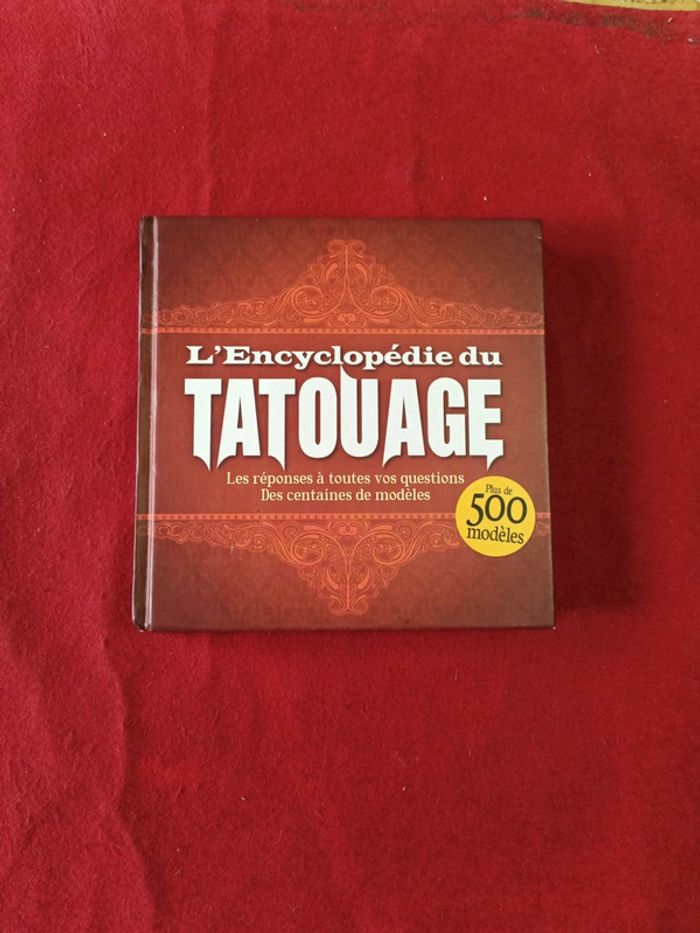 L'Encyclopédie du
TATOUAGE
Les réponses à toutes vos questions
Des centaines de modèles
Plus de
500
modèles